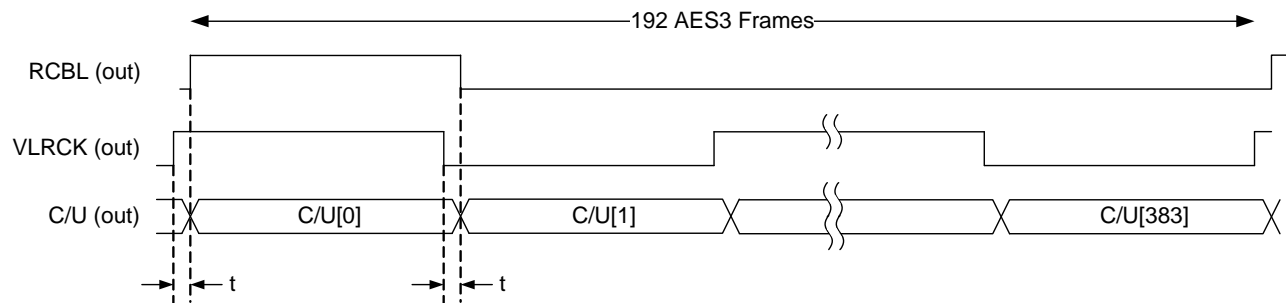 192 AES3 Frames
RCBL (out)
VLRCK (out)
C/U (out)
C/U[0]
C/U[1]
C/U[383]
t
t